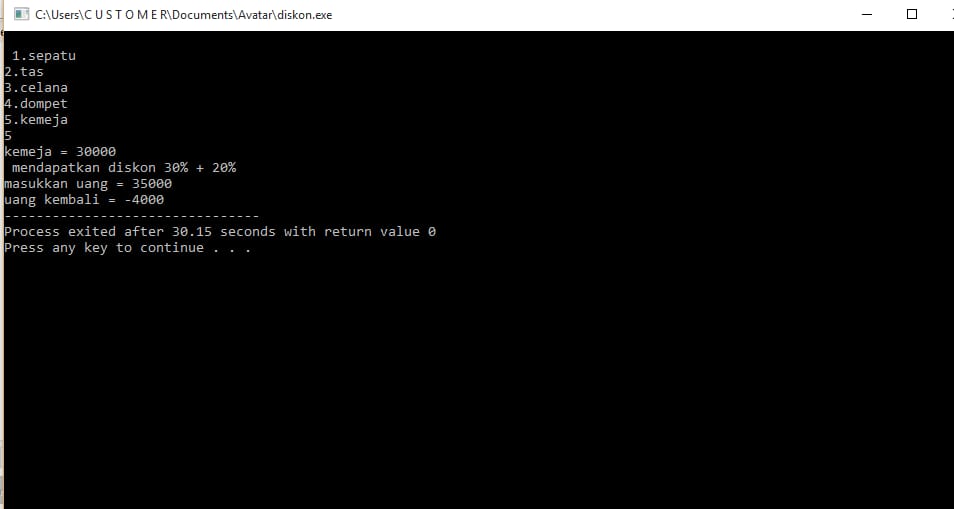 C:\Users\C U S T O M E R\Documents\Avatar\diskon.exe
1.sepatu
2.tas
3.celana
4.dompet
5.kemeja
5
kemeja = 30000
mendapatkan diskon 30% + 20%
masukkan uang = 35000
uang kembali = -4000
--------------------------------
Process exited after 30.15 seconds with return value 0
Press any key to continue . . .